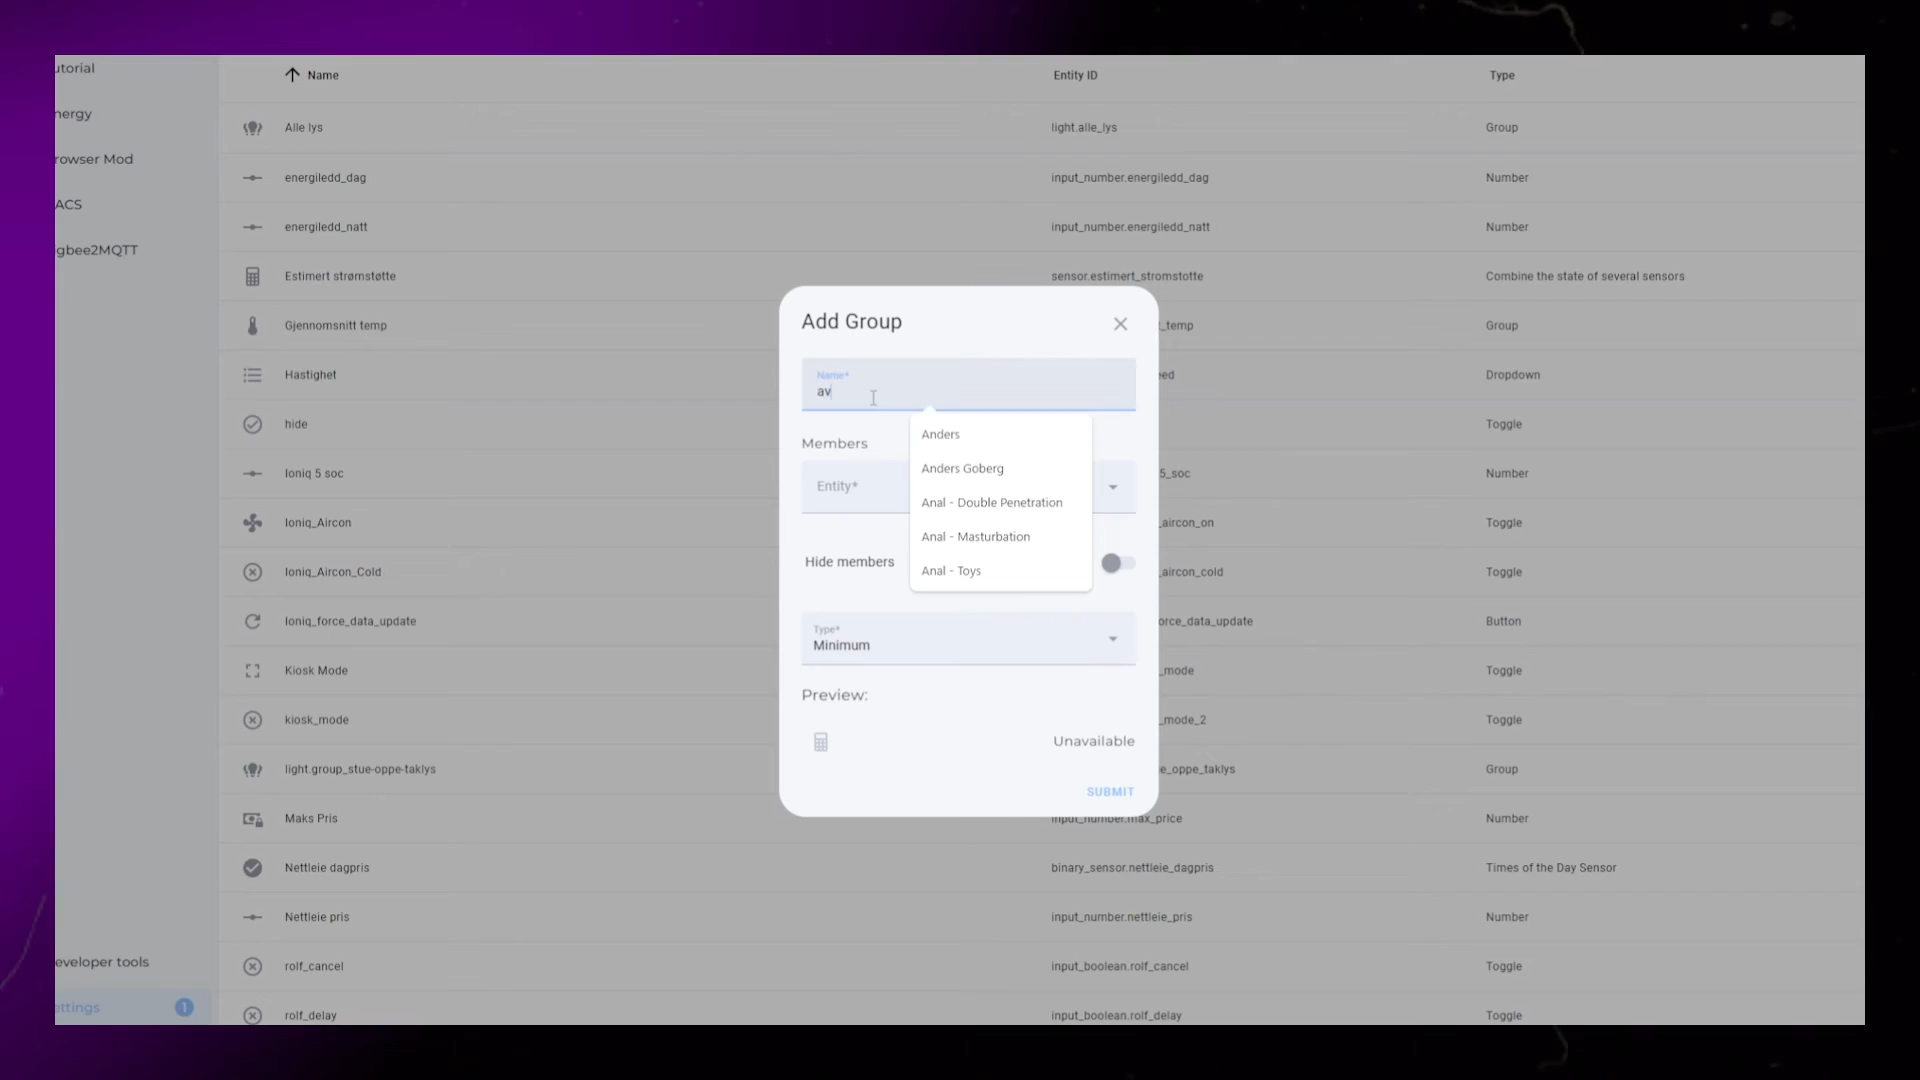 utorial
nergy
rowser Mod
ACS
igbee2MQTT
eveloper tools
ettings 1
Name Entity ID Type
Alle lys light.alle_lys Group
energiledd_dag input_number.energiledd_dag Number
energiledd_natt input_number.energiledd_natt Number
Estimert strømstøtte sensor.estimert_stromstotte Combine the state of several sensors
Gjennomsnitt temp t_temp Group
Hastighet eed Dropdown
hide Toggle
Ioniq 5 soc 5_soc Number
Ioniq_Aircon _aircon_on Toggle
Ioniq_Aircon_Cold _aircon_cold Toggle
Ioniq_force_data_update orce_data_update Button
Kiosk Mode _mode Toggle
kiosk_mode _mode_2 Toggle
light.group_stue-oppe-taklys e_oppe_taklys Group
Maks Pris input_number.max_price Number
Nettleie dagpris binary_sensor.nettleie_dagpris Times of the Day Sensor
Nettleie pris input_number.nettleie_pris Number
rolf_cancel input_boolean.rolf_cancel Toggle
rolf_delay input_boolean.rolf_delay Toggle
Add Group
Name*
av
Anders
Anders Goberg
Anal - Double Penetration
Anal - Masturbation
Anal - Toys
Members
Entity*
Hide members
Type*
Minimum
Preview:
Unavailable
SUBMIT